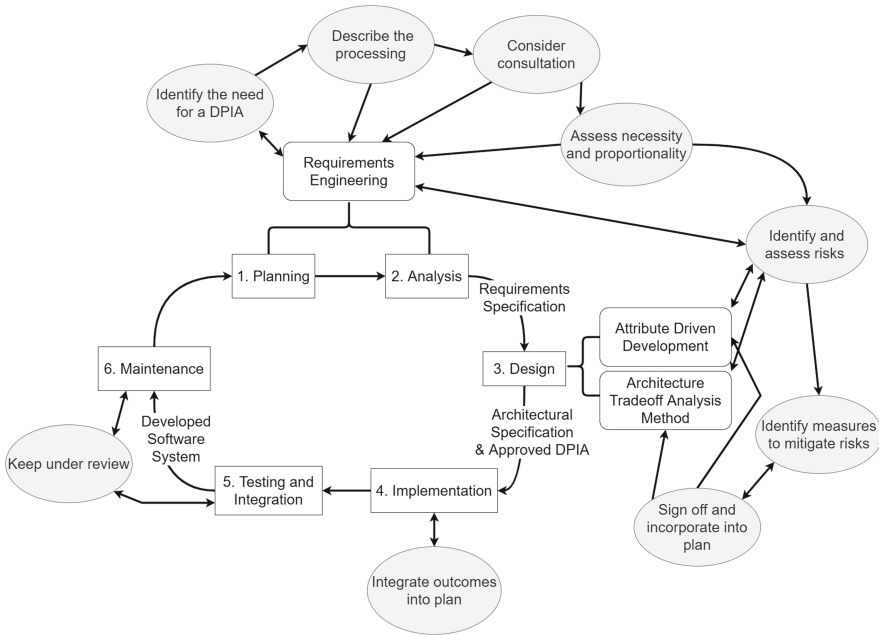 Describe the
processing
Consider
consultation
Identify the need
for a DPIA
Assess necessity
and proportionality
Requirements
Engineering
Identify and
assess risks
1. Planning
2. Analysis
Requirements
Specification
Attribute Driven
Development
3. Design
6. Maintenance
Architecture
Tradeoff Analysis
Method
Architectural
Specification
& Approved DPIA
Developed
Software
System
Identify measures
to mitigate risks
Keep under review
5. Testing and
Integration
4. Implementation
Sign off and
incorporate into
plan
Integrate outcomes
into plan